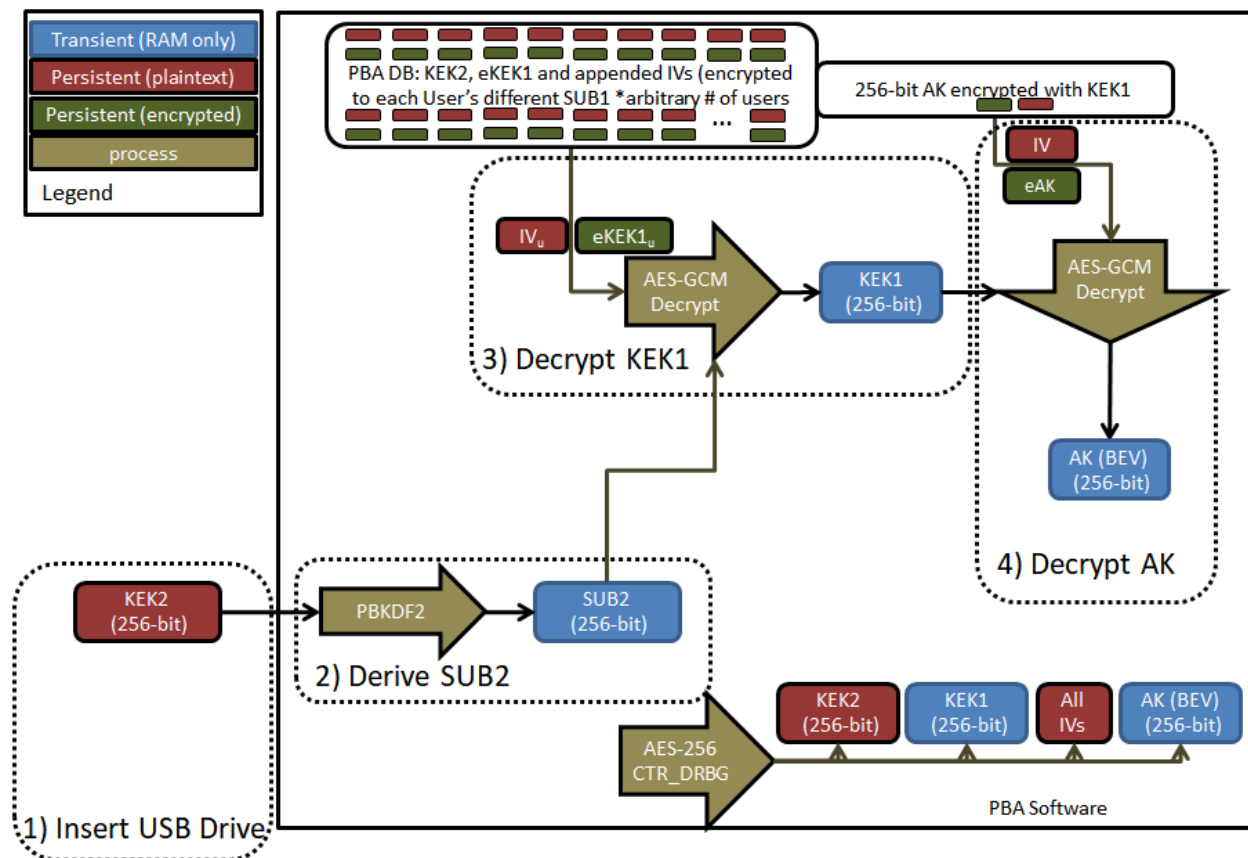 Transient (RAM only)
Persistent (plaintext)
Persistent (encrypted)
process
Legend
PBA DB: KEK2, eKEK1 and appended IVs (encrypted
to each User's different SUB1 *arbitrary # of users
...
256-bit AK encrypted with KEK1
IV
eAK
IVu
eKEK1u
AES-GCM
Decrypt
KEK1
(256-bit)
AES-GCM
Decrypt
3) Decrypt KEK1
AK (BEV)
(256-bit)
4) Decrypt AK
KEK2
(256-bit)
PBKDF2
SUB2
(256-bit)
2) Derive SUB2
AES-256
CTR_DRBG
KEK2
(256-bit)
KEK1
(256-bit)
All
IVs
AK (BEV)
(256-bit)
PBA Software
1) Insert USB Drive